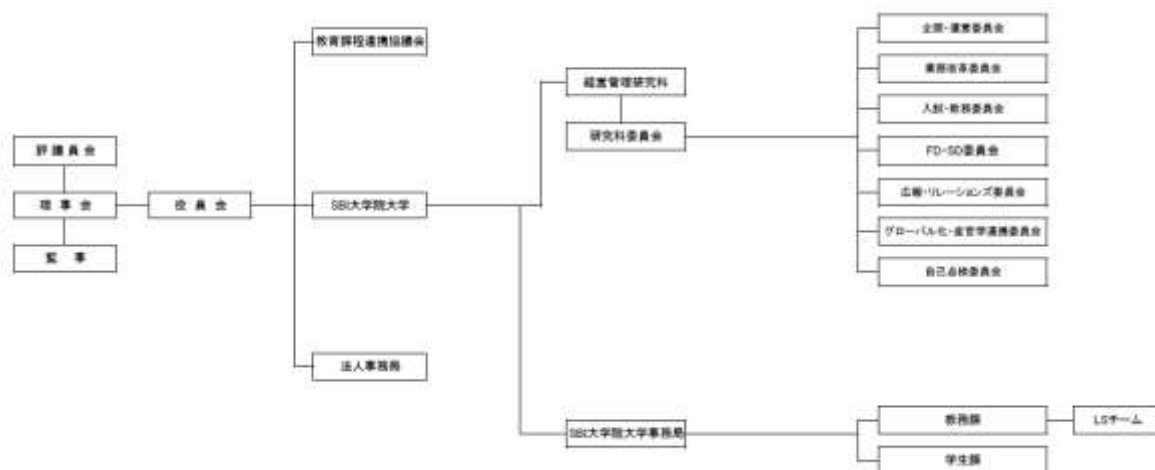 評議員会
理事会
監事
役員会
教育課程連携協議会
SBI大学院大学
法人事務局
経営管理研究科
研究科委員会
SBI大学院大学事務局
企画・運営委員会
業務改革委員会
入試・教務委員会
FD・SD委員会
広報・リレーションズ委員会
グローバル化・産官学連携委員会
自己点検委員会
教務課
学生課
LSチーム